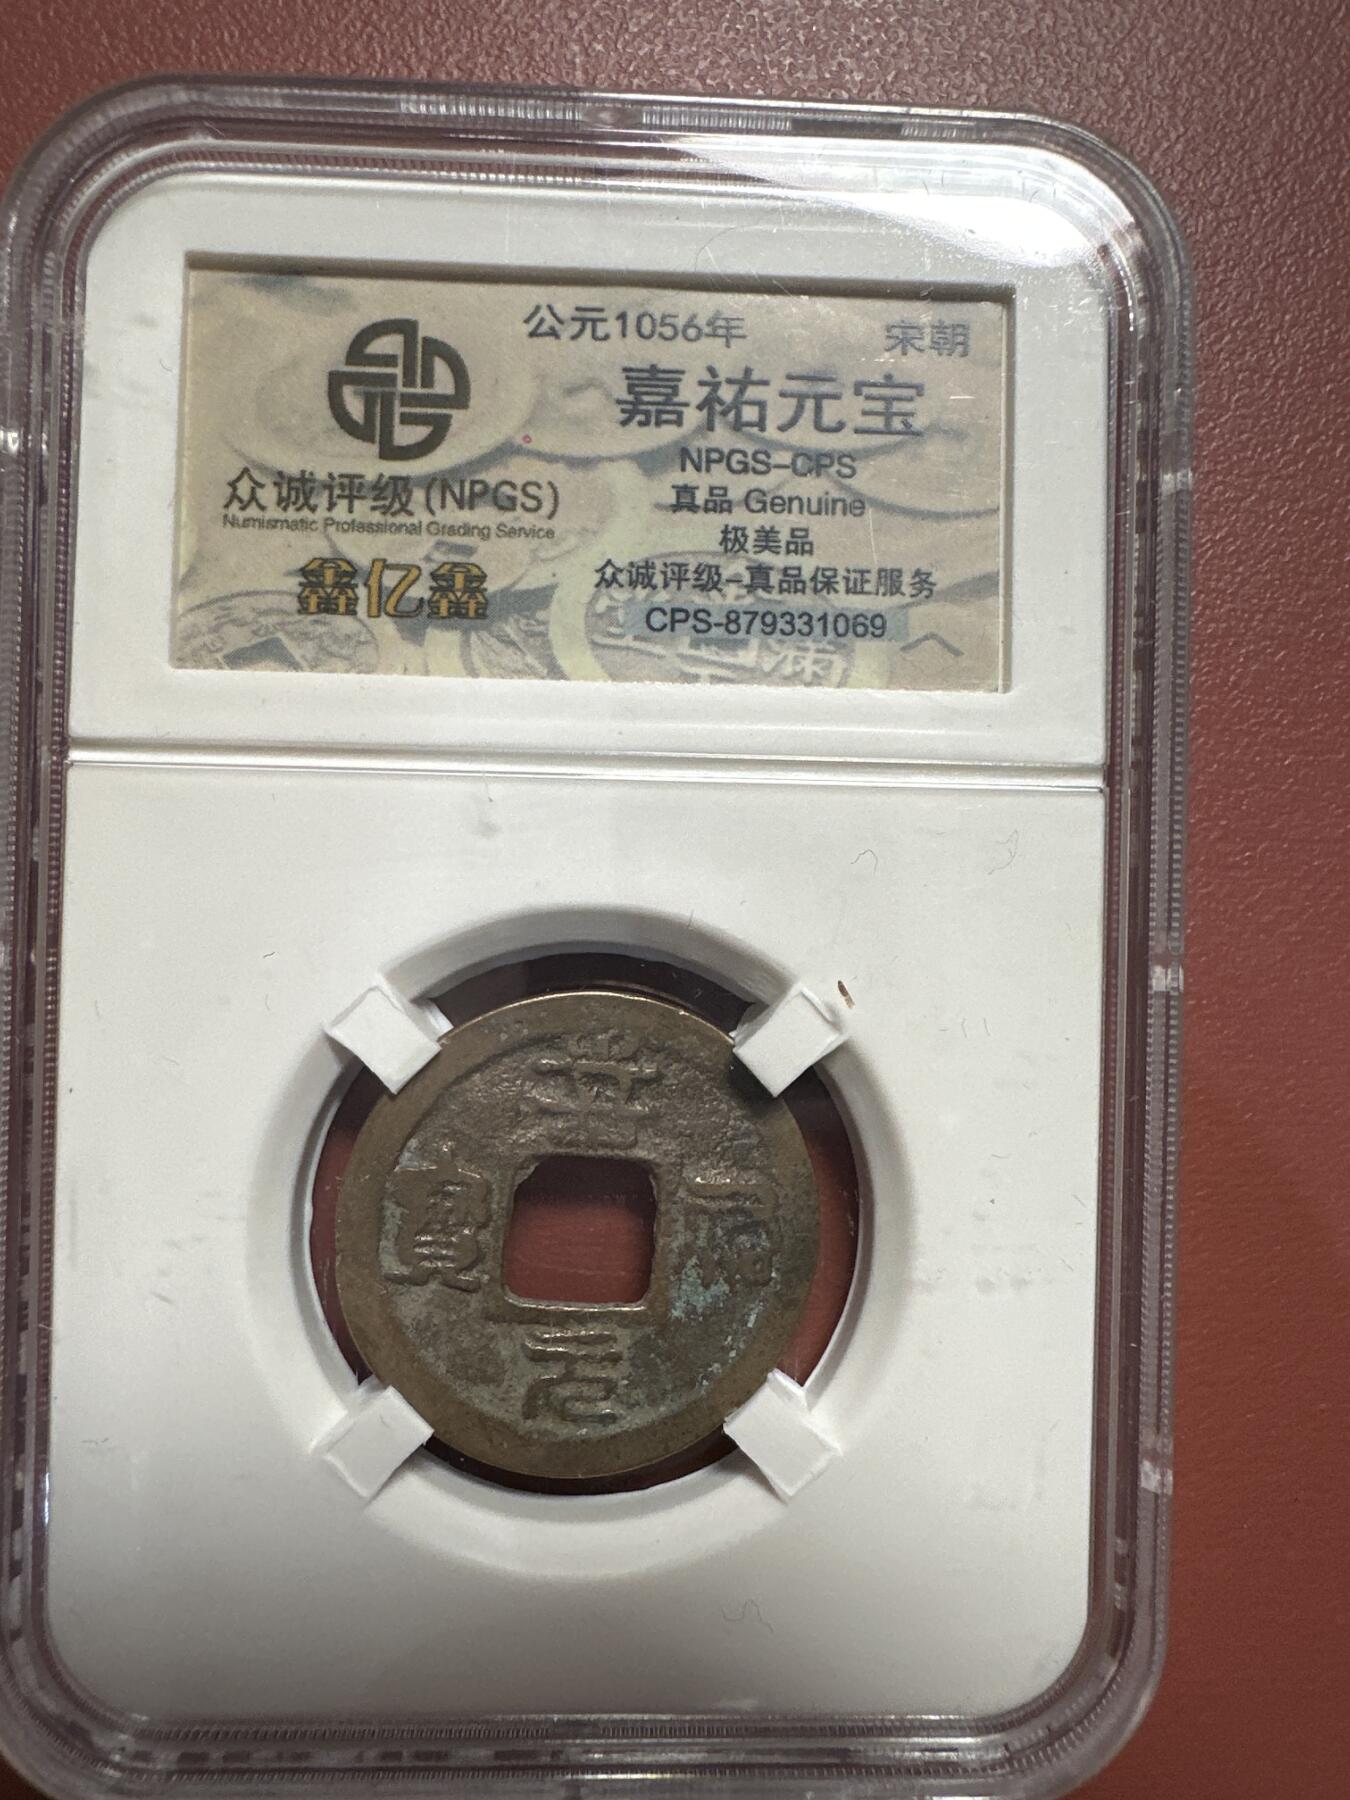 公元1056年 宋朝
嘉祐元宝
NPGS-CPS
真品 Genuine
极美品
众诚评级-真品保证服务
CPS-879331069
众诚评级(NPGS)
Numismatic Professional Grading Service
鑫亿鑫
嘉
祐
元
寶